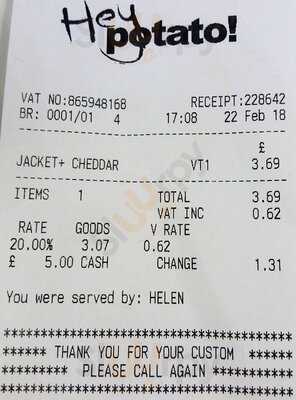 Hey
potato!
VAT NO:865948168 RECEIPT:228642
BR: 0001/01 4 17:08 22 Feb 18
£
JACKET+ CHEDDAR VT1 3.69
ITEMS 1 TOTAL 3.69
VAT INC 0.62
RATE GOODS V RATE
20.00% 3.07 0.62
£ 5.00 CASH CHANGE 1.31
You were served by: HELEN
*****************************
****** THANK YOU FOR YOUR CUSTOM ******
********* PLEASE CALL AGAIN *********
*****************************